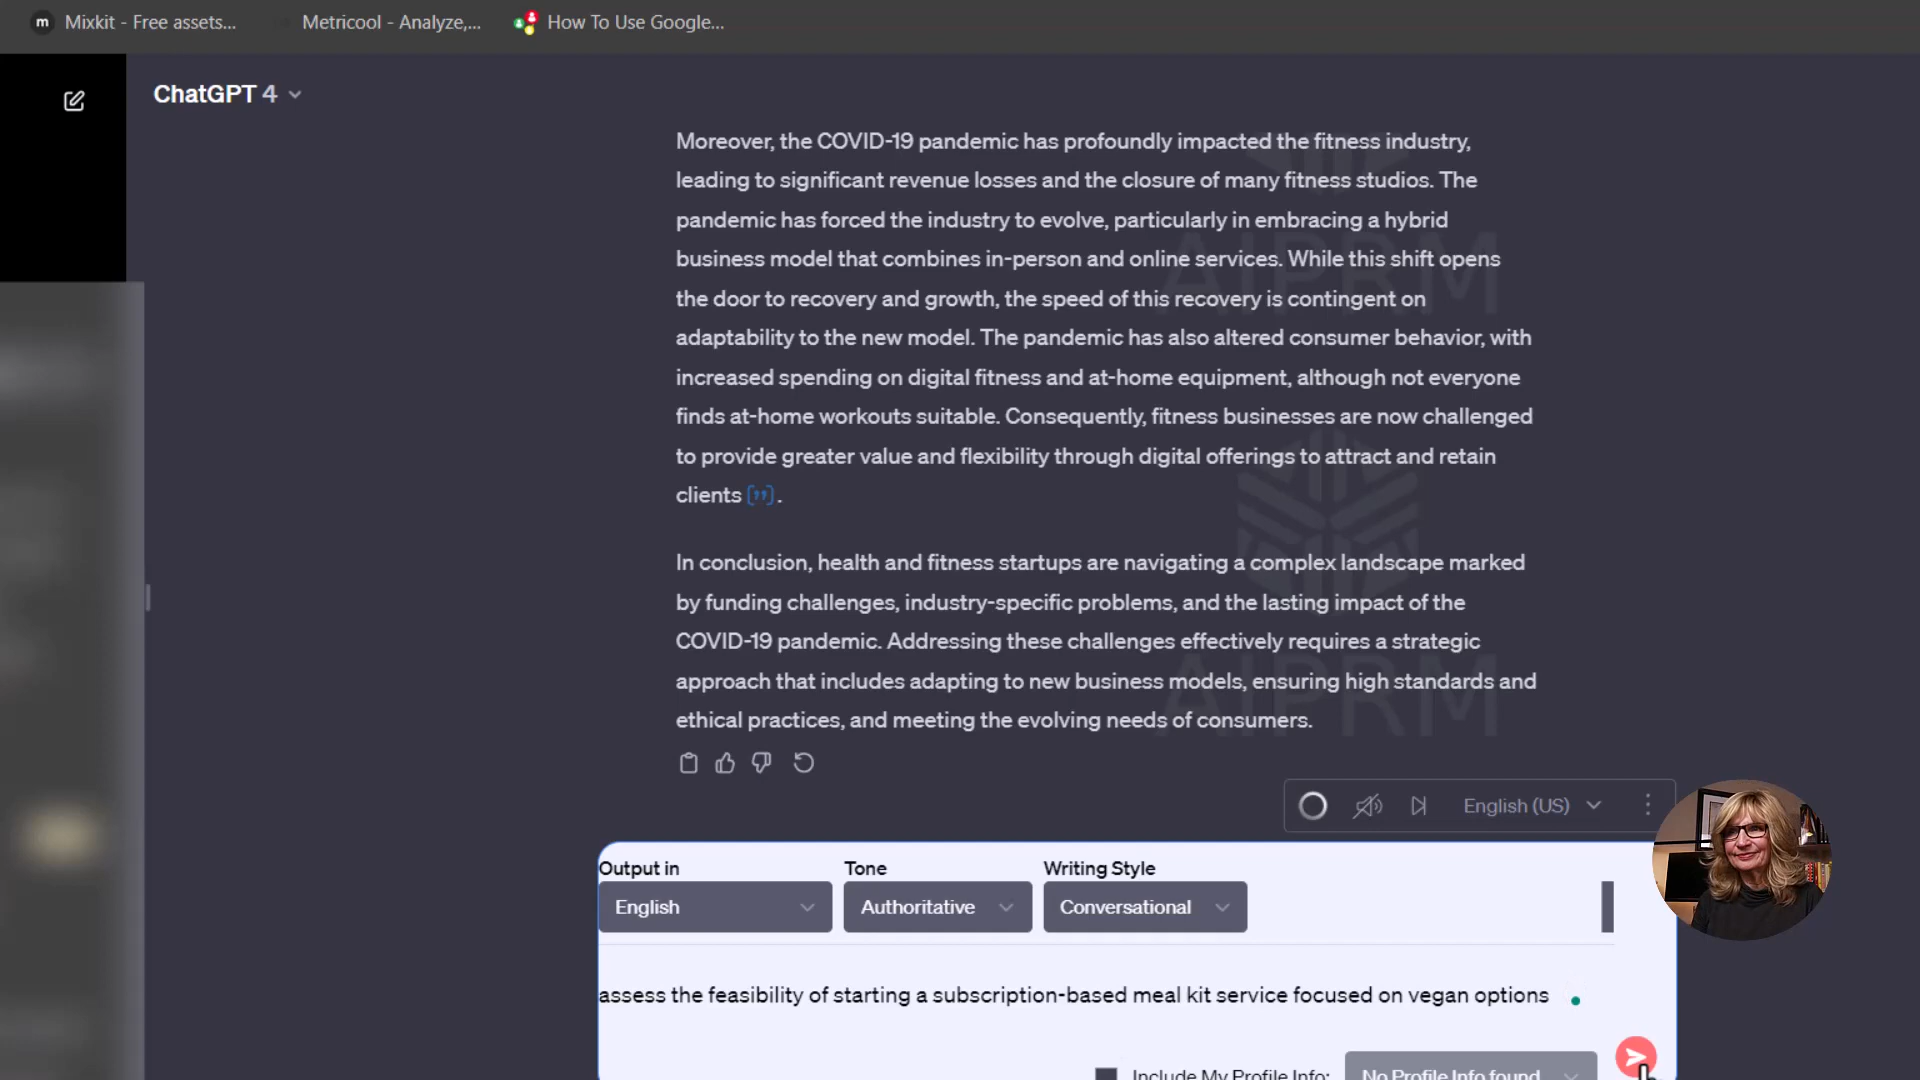 m Mixkit - Free assets... Metricool - Analyze,... How To Use Google...
ChatGPT 4
Moreover, the COVID-19 pandemic has profoundly impacted the fitness industry,
leading to significant revenue losses and the closure of many fitness studios. The
pandemic has forced the industry to evolve, particularly in embracing a hybrid
business model that combines in-person and online services. While this shift opens
the door to recovery and growth, the speed of this recovery is contingent on
adaptability to the new model. The pandemic has also altered consumer behavior, with
increased spending on digital fitness and at-home equipment, although not everyone
finds at-home workouts suitable. Consequently, fitness businesses are now challenged
to provide greater value and flexibility through digital offerings to attract and retain
clients [”].
In conclusion, health and fitness startups are navigating a complex landscape marked
by funding challenges, industry-specific problems, and the lasting impact of the
COVID-19 pandemic. Addressing these challenges effectively requires a strategic
approach that includes adapting to new business models, ensuring high standards and
ethical practices, and meeting the evolving needs of consumers.
AIPRM
AIPRM
English (US)
Output in Tone Writing Style
English Authoritative Conversational
assess the feasibility of starting a subscription-based meal kit service focused on vegan options
Include My Profile Info: No Profile Info found